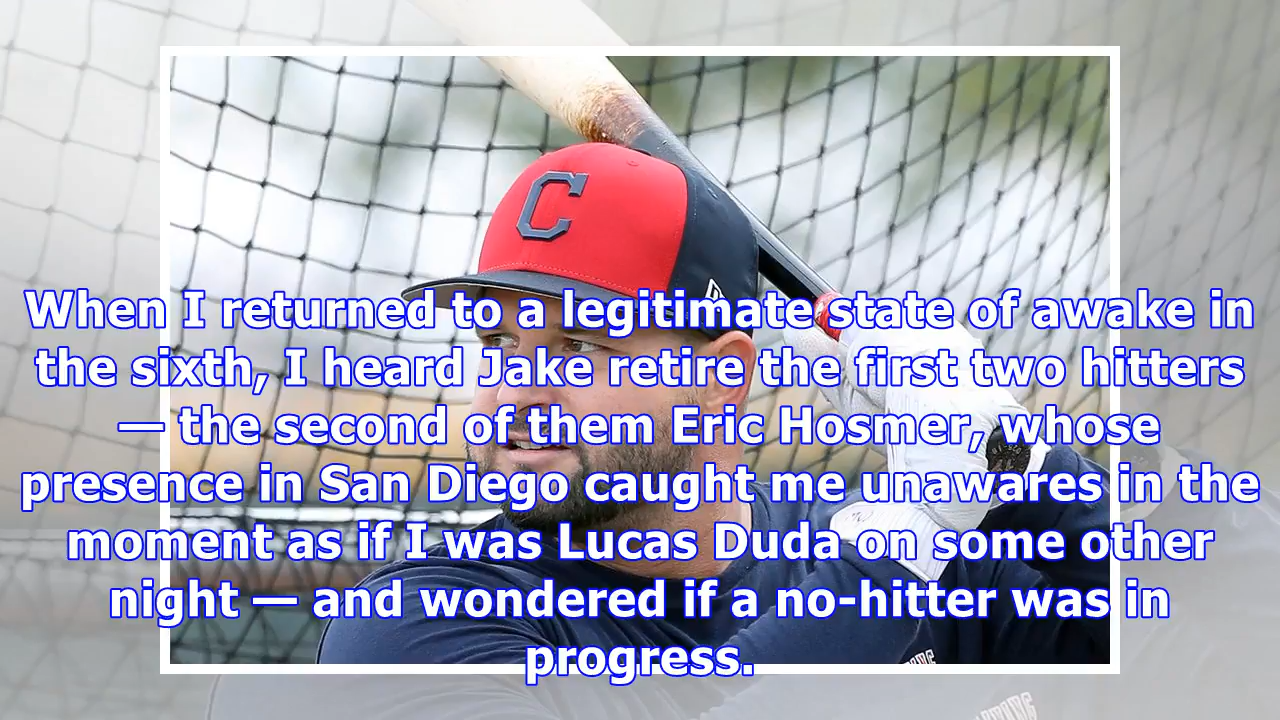 C
When I returned to a legitimate state of awake in
the sixth, I heard Jake retire the first two hitters
— the second of them Eric Hosmer, whose
presence in San Diego caught me unawares in the
moment as if I was Lucas Duda on some other
night — and wondered if a no-hitter was in
progress.